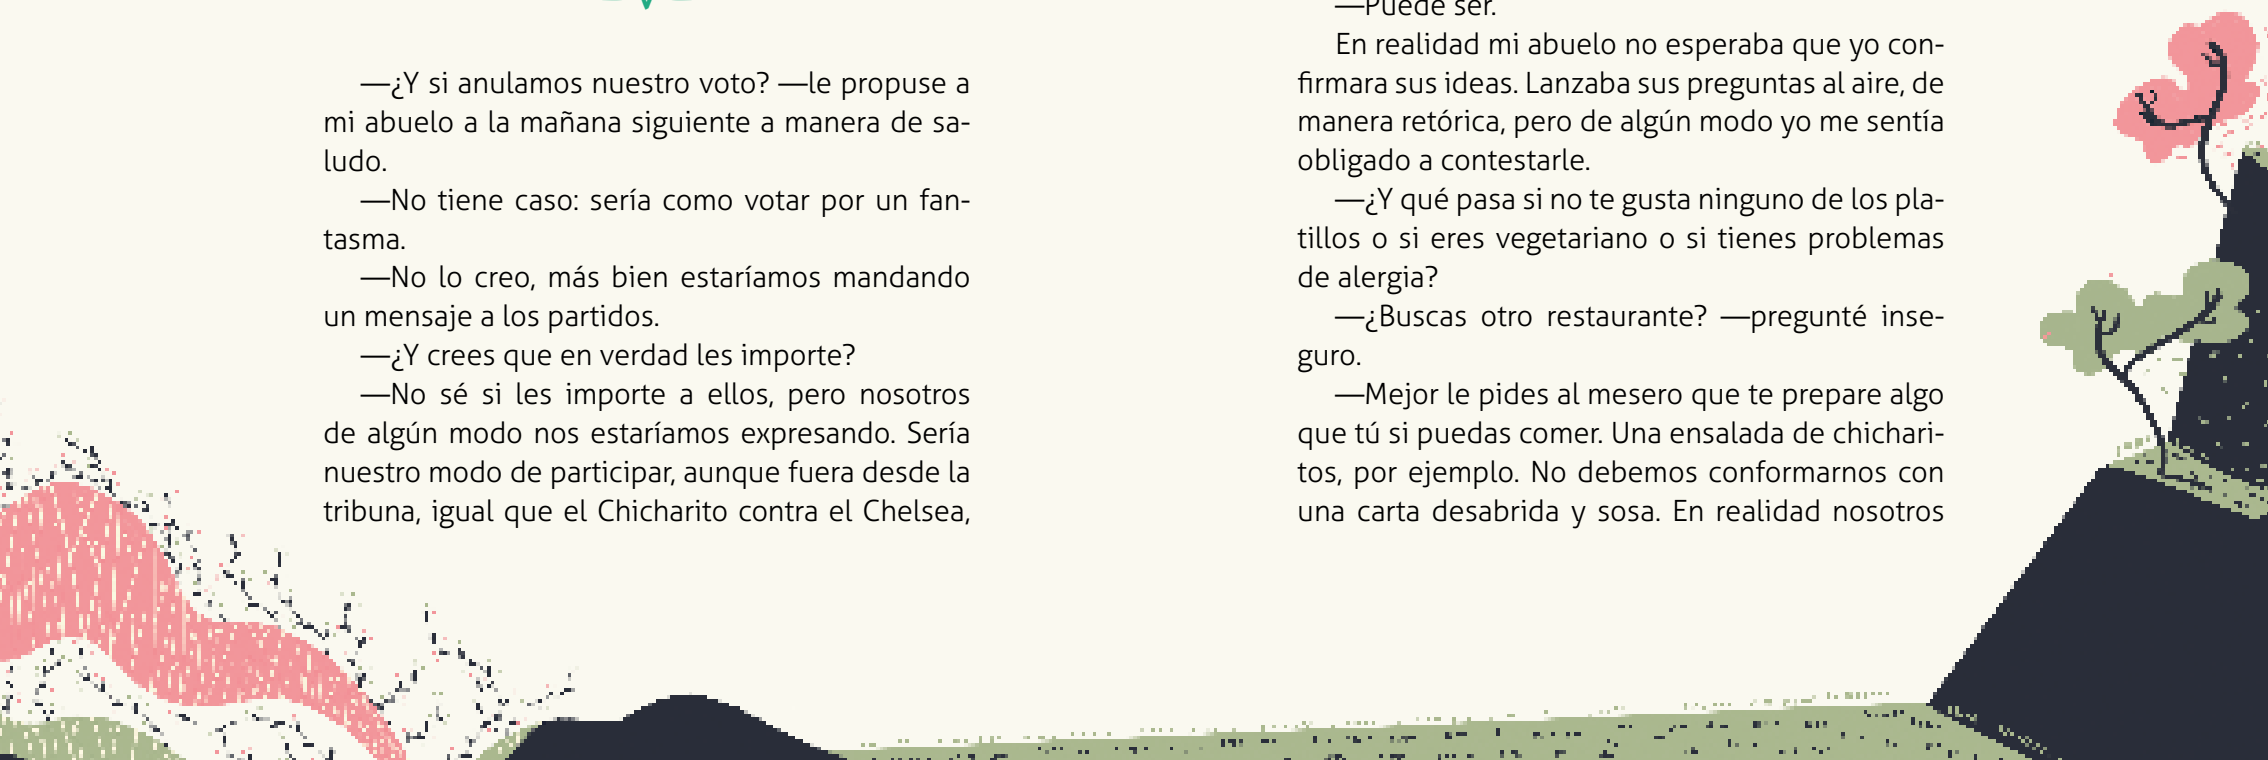 —¿Y si anulamos nuestro voto? —le propuse a
mi abuelo a la mañana siguiente a manera de sa-
ludo.
—No tiene caso: sería como votar por un fan-
tasma.
—No lo creo, más bien estaríamos mandando
un mensaje a los partidos.
—¿Y crees que en verdad les importe?
—No sé si les importe a ellos, pero nosotros
de algún modo nos estaríamos expresando. Sería
nuestro modo de participar, aunque fuera desde la
tribuna, igual que el Chicharito contra el Chelsea,
—Puede ser.
En realidad mi abuelo no esperaba que yo con-
firmara sus ideas. Lanzaba sus preguntas al aire, de
manera retórica, pero de algún modo yo me sentía
obligado a contestarle.
—¿Y qué pasa si no te gusta ninguno de los pla-
tillos o si eres vegetariano o si tienes problemas
de alergia?
—¿Buscas otro restaurante? —pregunté inse-
guro.
—Mejor le pides al mesero que te prepare algo
que tú si puedas comer. Una ensalada de chichari-
tos, por ejemplo. No debemos conformarnos con
una carta desabrida y sosa. En realidad nosotros